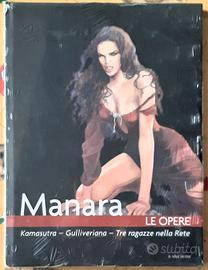 Manara
LE OPERE
Kamasutra – Gulliveriana – Tre ragazze nella Rete
subito